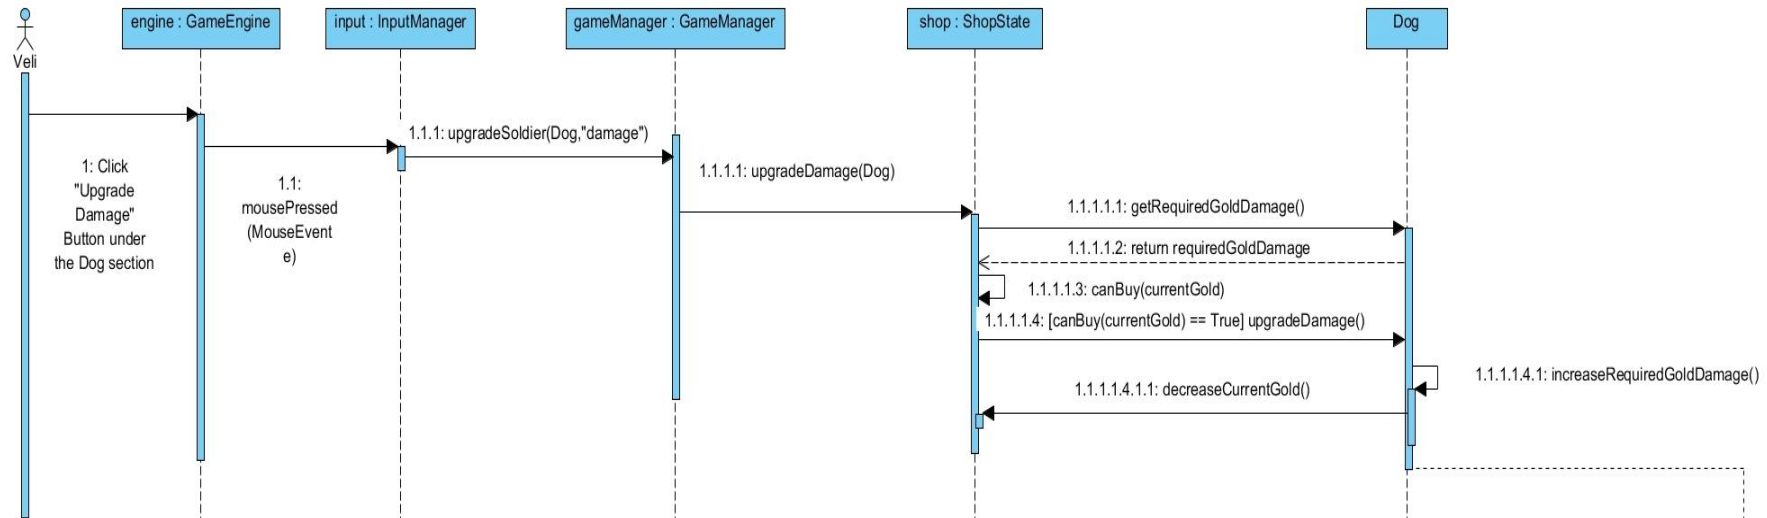 engine : GameEngine
input : InputManager
gameManager : GameManager
shop : ShopState
Dog
Veli
1: Click
"Upgrade
Damage"
Button under
the Dog section
1.1:
mousePressed
(MouseEvent
e)
1.1.1: upgradeSoldier(Dog,"damage")
1.1.1.1: upgradeDamage(Dog)
1.1.1.1.1: getRequiredGoldDamage()
1.1.1.1.2: return requiredGoldDamage
1.1.1.1.3: canBuy(currentGold)
1.1.1.1.4: [canBuy(currentGold) == True] upgradeDamage()
1.1.1.1.4.1: increaseRequiredGoldDamage()
1.1.1.1.4.1.1: decreaseCurrentGold()